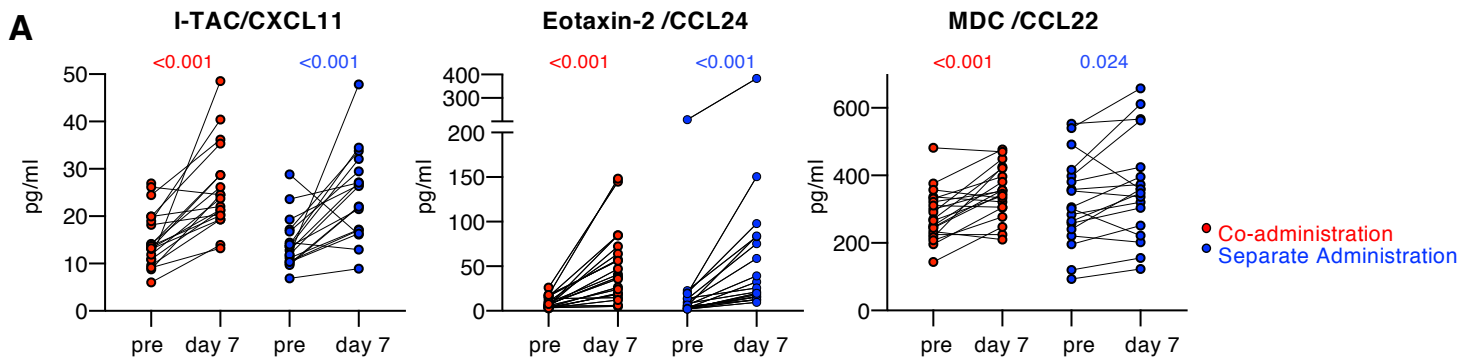 A
I-TAC/CXCL11
<0.001
<0.001
pg/ml
50
40
30
20
10
0
pre
day 7
pre
day 7
Eotaxin-2 /CCL24
<0.001
<0.001
pg/ml
400
300
200
150
100
50
0
pre
day 7
pre
day 7
MDC /CCL22
<0.001
0.024
pg/ml
600
400
200
0
pre
day 7
pre
day 7
Co-administration
Separate Administration